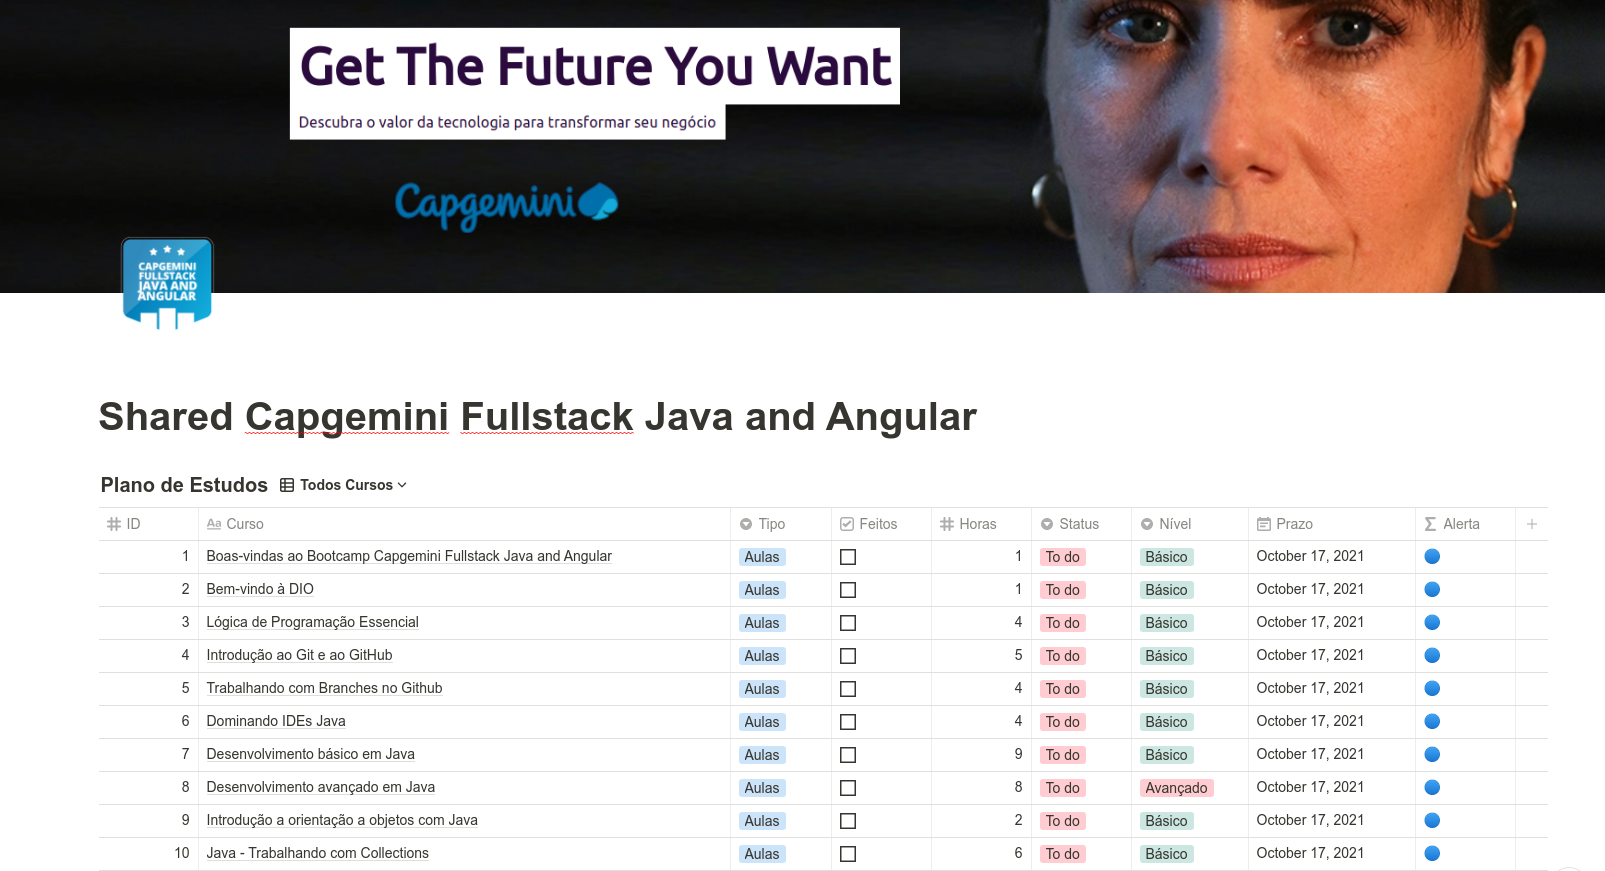 Get The Future You Want
Descubra o valor da tecnologia para transformar seu negócio
Capgemini
CAPGEMINI
FULLSTACK
JAVA AND
ANGULAR
Shared Capgemini Fullstack Java and Angular
Plano de Estudos Todos Cursos
ID Curso Tipo Feitos Horas Status Nível Prazo Alerta
1 Boas-vindas ao Bootcamp Capgemini Fullstack Java and Angular Aulas 1 To do Básico October 17, 2021
2 Bem-vindo à DIO Aulas 1 To do Básico October 17, 2021
3 Lógica de Programação Essencial Aulas 4 To do Básico October 17, 2021
4 Introdução ao Git e ao GitHub Aulas 5 To do Básico October 17, 2021
5 Trabalhando com Branches no Github Aulas 4 To do Básico October 17, 2021
6 Dominando IDEs Java Aulas 4 To do Básico October 17, 2021
7 Desenvolvimento básico em Java Aulas 9 To do Básico October 17, 2021
8 Desenvolvimento avançado em Java Aulas 8 To do Avançado October 17, 2021
9 Introdução a orientação a objetos com Java Aulas 2 To do Básico October 17, 2021
10 Java - Trabalhando com Collections Aulas 6 To do Básico October 17, 2021